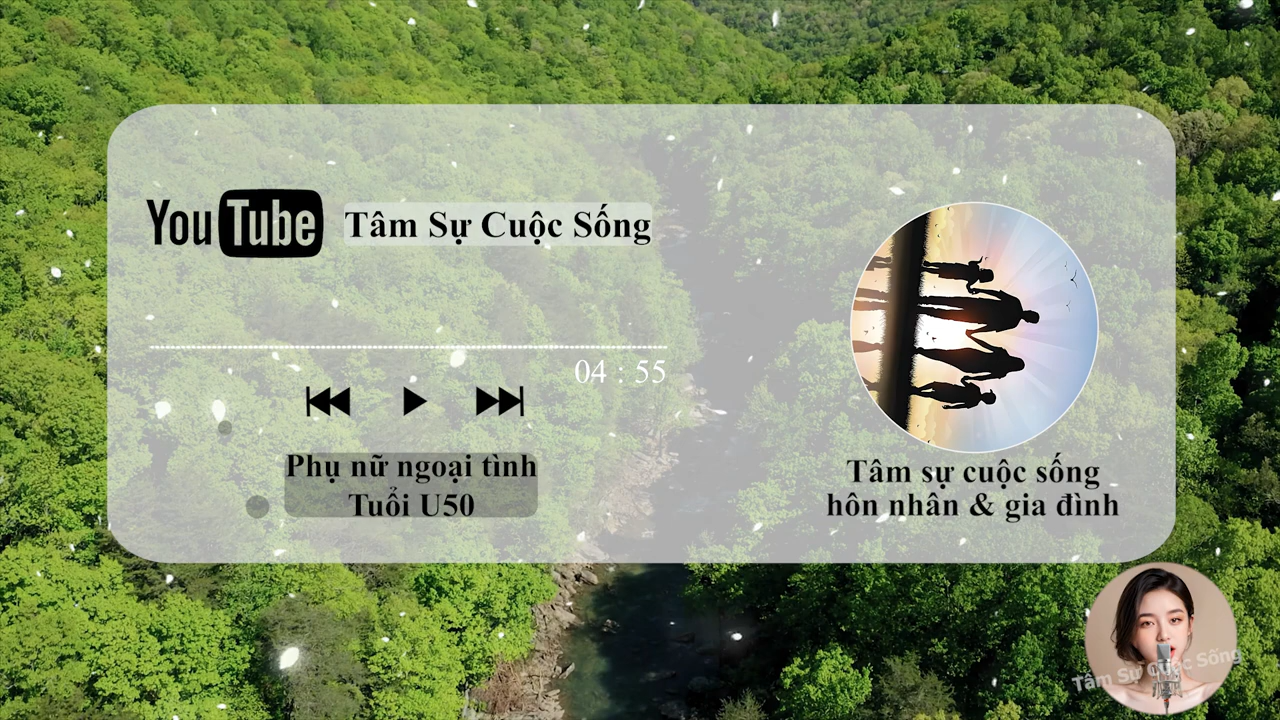 YouTube Tâm Sự Cuộc Sống
04 : 55
Phụ nữ ngoại tình
Tuổi U50
Tâm sự cuộc sống
hôn nhân & gia đình
Tâm Sự Cuộc Sống